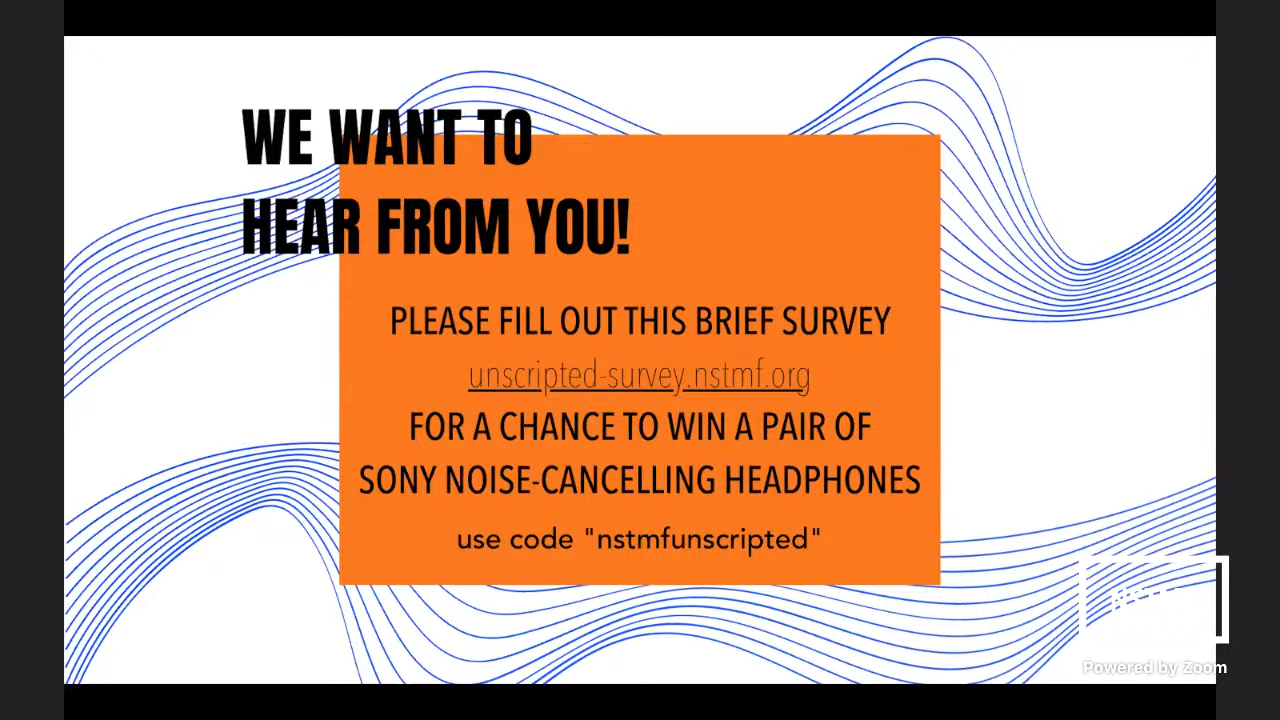 WE WANT TO
HEAR FROM YOU!
PLEASE FILL OUT THIS BRIEF SURVEY
unscripted-survey.nstmf.org
FOR A CHANCE TO WIN A PAIR OF
SONY NOISE-CANCELLING HEADPHONES
use code "nstmfunscripted"
Powered by Zoom